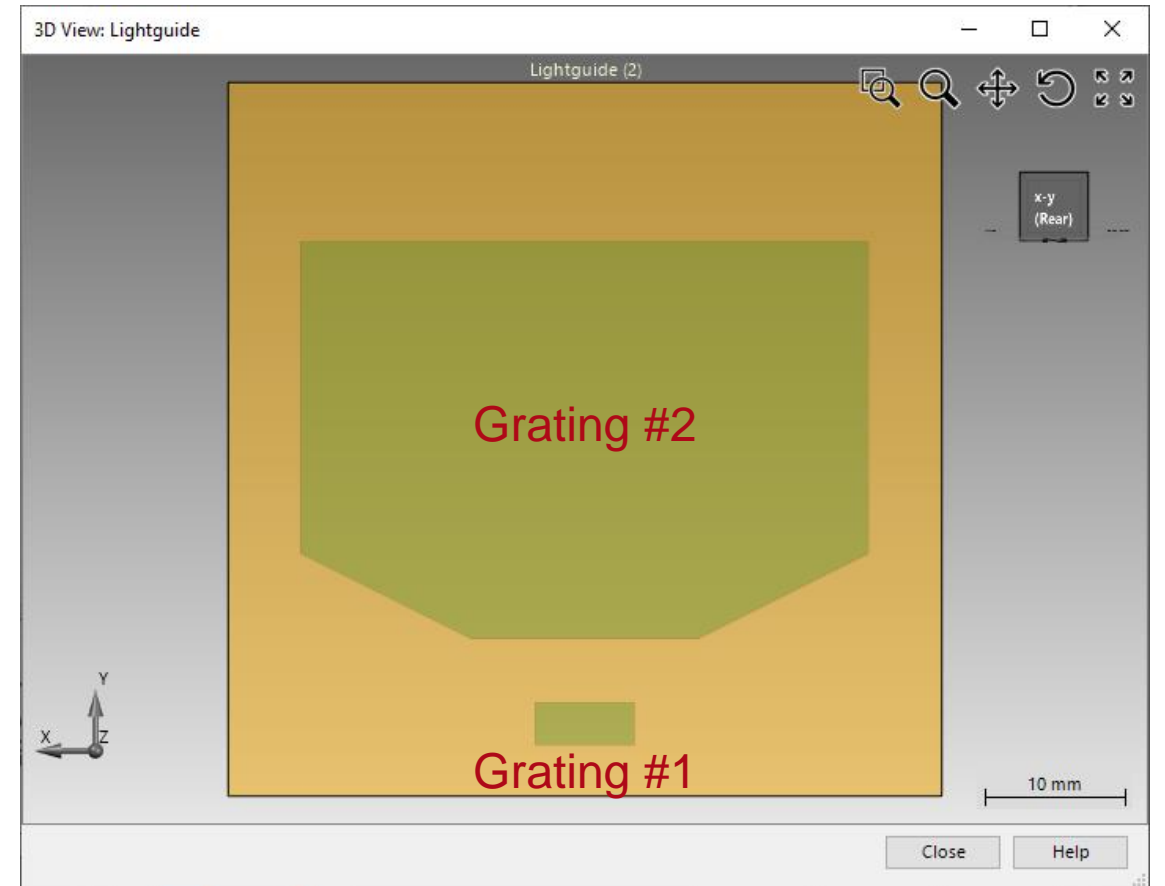 3D View: Lightguide
Lightguide (2)
x-y
(Rear)
Grating #2
Y
X
Z
Grating #1
10 mm
Close
Help